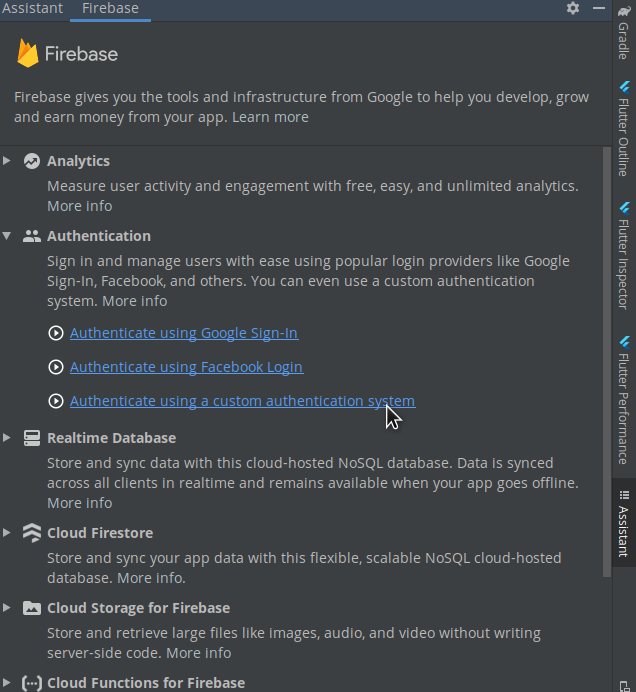 Assistant Firebase
Firebase
Firebase gives you the tools and infrastructure from Google to help you develop, grow
and earn money from your app. Learn more
Analytics
Measure user activity and engagement with free, easy, and unlimited analytics.
More info
Authentication
Sign in and manage users with ease using popular login providers like Google
Sign-In, Facebook, and others. You can even use a custom authentication
system. More info
Authenticate using Google Sign-In
Authenticate using Facebook Login
Authenticate using a custom authentication system
Realtime Database
Store and sync data with this cloud-hosted NoSQL database. Data is synced
across all clients in realtime and remains available when your app goes offline.
More info
Cloud Firestore
Store and sync your app data with this flexible, scalable NoSQL cloud-hosted
database. More info.
Cloud Storage for Firebase
Store and retrieve large files like images, audio, and video without writing
server-side code. More info
Cloud Functions for Firebase
Gradle
Flutter Outline
Flutter Inspector
Flutter Performance
Assistant